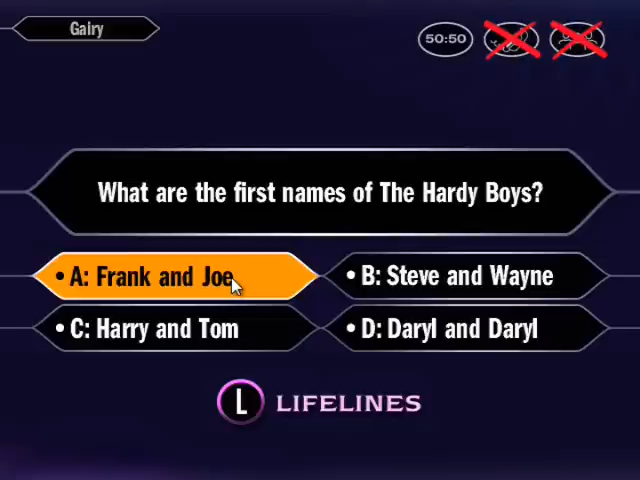 Gairy
50:50
What are the first names of The Hardy Boys?
• A: Frank and Joe
• B: Steve and Wayne
• C: Harry and Tom
• D: Daryl and Daryl
L LIFELINES